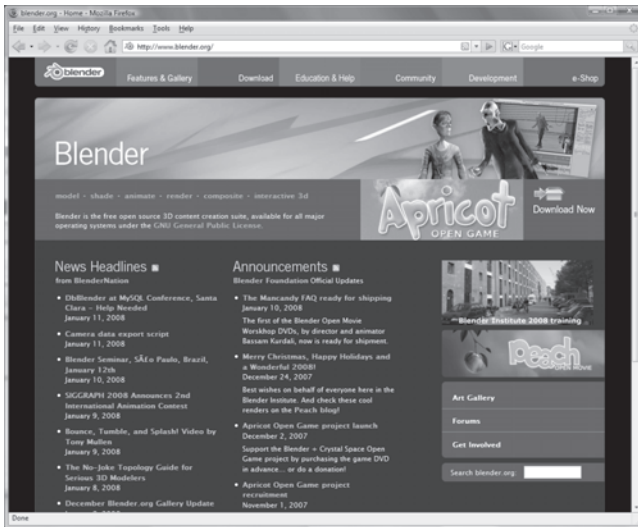 blender.org - Home - Mozilla Firefox
File Edit View History Bookmarks Tools Help
http://www.blender.org/
Google
blender
Features & Gallery Download Education & Help Community Development e-Shop
Blender
model - shade - animate - render - composite - interactive 3d
Blender is the free open source 3D content creation suite, available for all major
operating systems under the GNU General Public License.
Apricot
OPEN GAME
Download Now
News Headlines
from BlenderNation
• DbBlender at MySQL Conference, Santa
Clara - Help Needed
January 11, 2008
• Camera data export script
January 11, 2008
• Blender Seminar, SÃ£o Paulo, Brazil,
January 12th
January 10, 2008
• SIGGRAPH 2008 Announces 2nd
International Animation Contest
January 9, 2008
• Bounce, Tumble, and Splash! Video by
Tony Mullen
January 9, 2008
• The No-Joke Topology Guide for
Serious 3D Modelers
January 8, 2008
• December Blender.org Gallery Update
Announcements
Blender Foundation Official Updates
• The Mancandy FAQ ready for shipping
January 10, 2008
The first of the Blender Open Movie
Worskhop DVDs, by director and animator
Bassam Kurdali, now is ready for shipment.
• Merry Christmas, Happy Holidays and
a Wonderful 2008!
December 24, 2007
Best wishes on behalf of everyone here in the
Blender Institute. And check these cool
renders on the Peach blog!
• Apricot Open Game project launch
December 2, 2007
Support the Blender + Crystal Space Open
Game project by purchasing the game DVD
in advance... or do a donation!
• Apricot Open Game project
recruitment
November 1, 2007
Blender Institute 2008 training
Peach
OPEN MOVIE
Art Gallery
Forums
Get Involved
Search blender.org:
Done